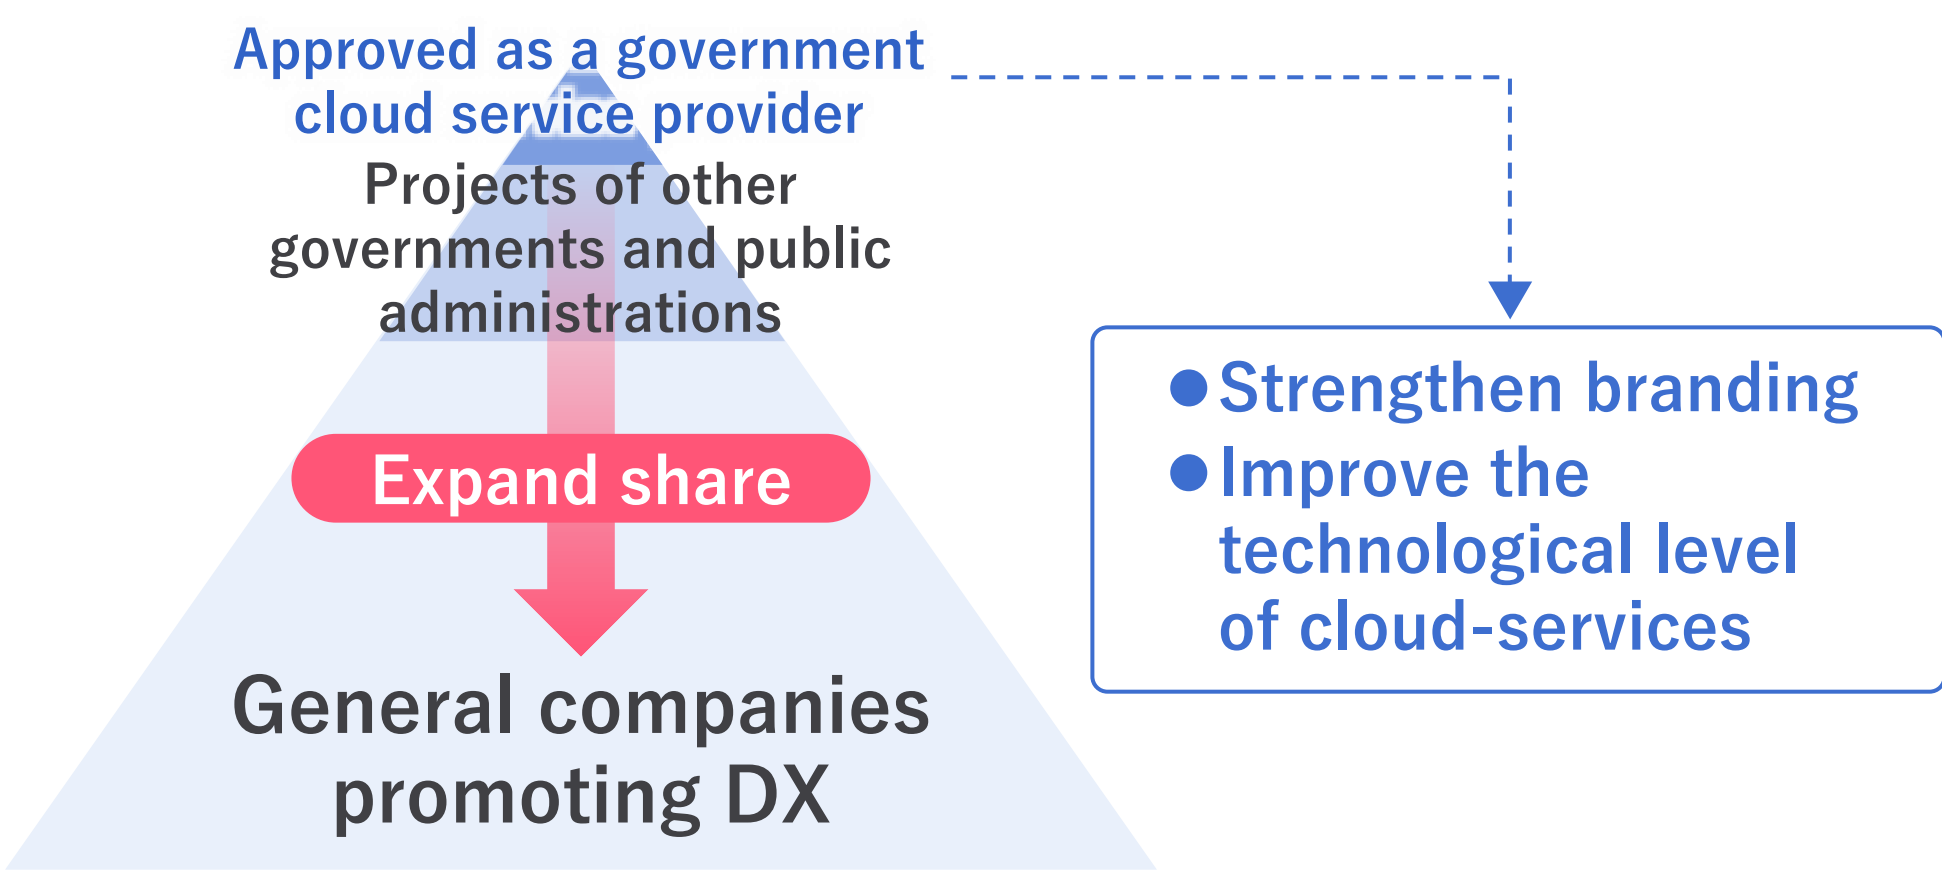 Approved as a government
cloud service provider
Projects of other
governments and public
administrations
Expand share
General companies
promoting DX
●Strengthen branding
●Improve the
technological level
of cloud-services